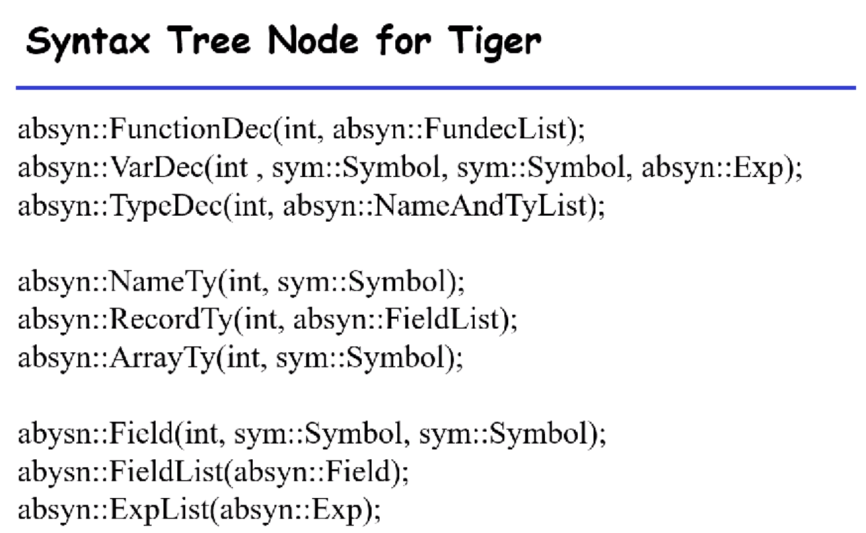 Syntax Tree Node for Tiger
absyn::FunctionDec(int, absyn::FundecList);
absyn::VarDec(int , sym::Symbol, sym::Symbol, absyn::Exp);
absyn::TypeDec(int, absyn::NameAndTyList);
absyn::NameTy(int, sym::Symbol);
absyn::RecordTy(int, absyn::FieldList);
absyn::ArrayTy(int, sym::Symbol);
abysn::Field(int, sym::Symbol, sym::Symbol);
abysn::FieldList(absyn::Field);
absyn::ExpList(absyn::Exp);